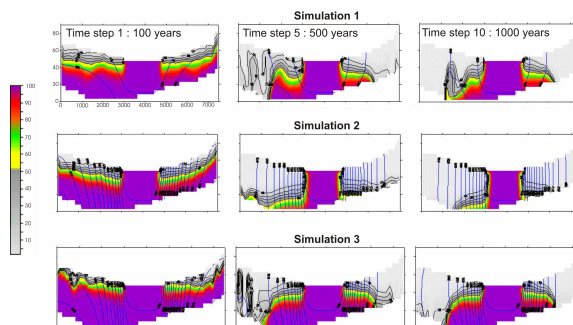 Simulation 1
Time step 1 : 100 years
Time step 5 : 500 years
Time step 10 : 1000 years
80
60
40
20
0
1000 2000 3000 4000 5000 6000 7000
100
90
80
70
60
50
40
30
20
10
Simulation 2
Simulation 3